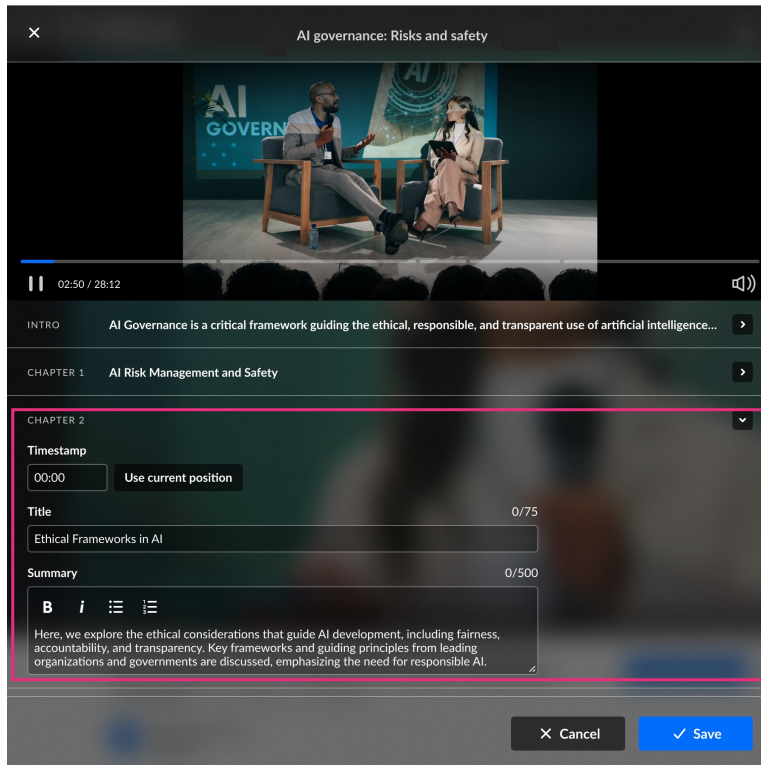 AI governance: Risks and safety
AI
AI
GOVERN
02:50 / 28:12
INTRO AI Governance is a critical framework guiding the ethical, responsible, and transparent use of artificial intelligence...
CHAPTER 1 AI Risk Management and Safety
CHAPTER 2
Timestamp
00:00 Use current position
Title 0/75
Ethical Frameworks in AI
Summary 0/500
B i
Here, we explore the ethical considerations that guide AI development, including fairness,
accountability, and transparency. Key frameworks and guiding principles from leading
organizations and governments are discussed, emphasizing the need for responsible AI.
Cancel Save